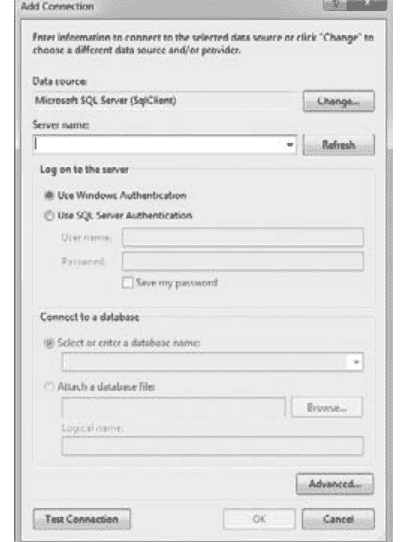 Add Connection
Enter information to connect to the selected data source or click "Change" to
choose a different data source and/or provider.
Data source:
Microsoft SQL Server (SqlClient)
Change...
Server name:
Refresh
Log on to the server
Use Windows Authentication
Use SQL Server Authentication
User name:
Password:
Save my password
Connect to a database
Select or enter a database name:
Attach a database file:
Browse...
Logical name:
Advanced...
Test Connection
OK
Cancel